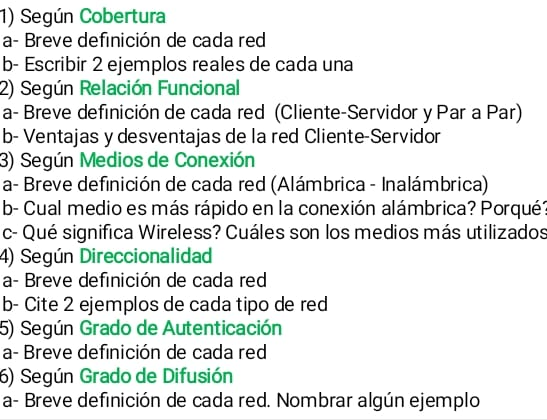 1) Según Cobertura
a- Breve definición de cada red
b- Escribir 2 ejemplos reales de cada una
2) Según Relación Funcional
a- Breve definición de cada red (Cliente-Servidor y Par a Par)
b- Ventajas y desventajas de la red Cliente-Servidor
3) Según Medios de Conexión
a- Breve definición de cada red (Alámbrica - Inalámbrica)
b- Cual medio es más rápido en la conexión alámbrica? Porqué?
c- Qué significa Wireless? Cuáles son los medios más utilizados
4) Según Direccionalidad
a- Breve definición de cada red
b- Cite 2 ejemplos de cada tipo de red
5) Según Grado de Autenticación
a- Breve definición de cada red
6) Según Grado de Difusión
a- Breve definición de cada red. Nombrar algún ejemplo